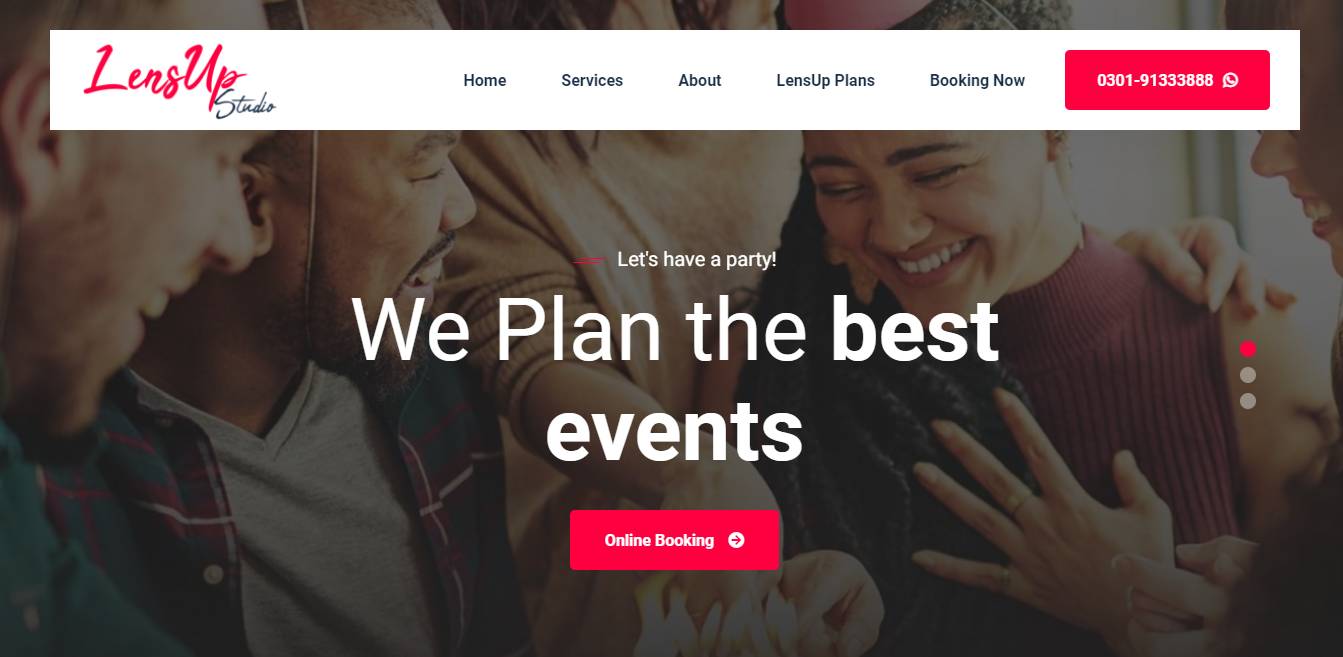 LensUp
Studio
Home
Services
About
LensUp Plans
Booking Now
0301-91333888
Let's have a party!
We Plan the best
events
Online Booking